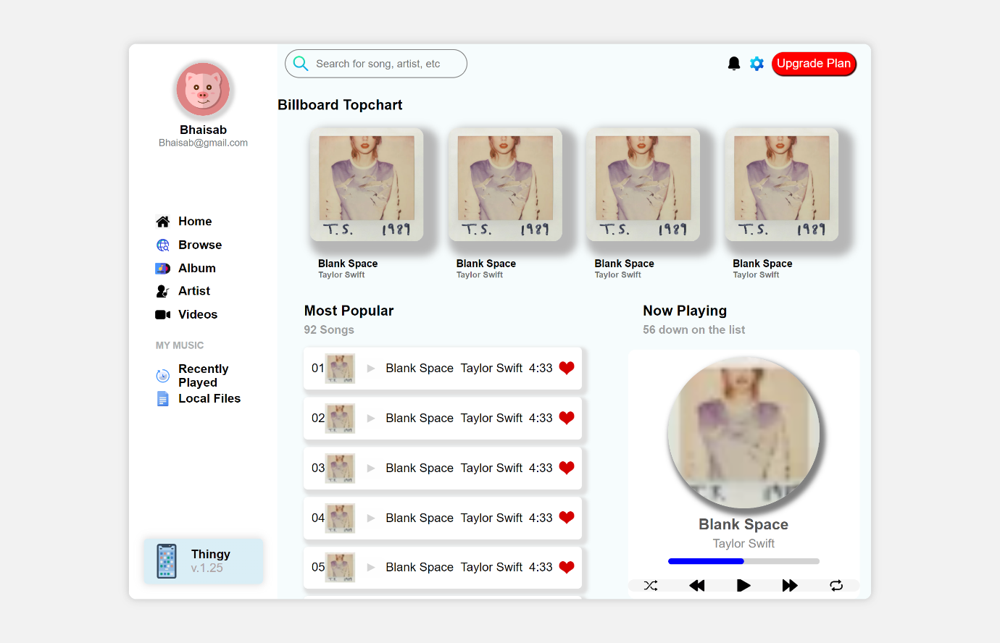 Bhaisab
Bhaisab@gmail.com
Home
Browse
Album
Artist
Videos
MY MUSIC
Recently
Played
Local Files
Thingy
v.1.25
Search for song, artist, etc
Upgrade Plan
Billboard Topchart
T.S. 1989
T.S. 1989
T.S. 1989
T.S. 1989
Blank Space
Taylor Swift
Blank Space
Taylor Swift
Blank Space
Taylor Swift
Blank Space
Taylor Swift
Most Popular
92 Songs
01 Blank Space Taylor Swift 4:33
02 Blank Space Taylor Swift 4:33
03 Blank Space Taylor Swift 4:33
04 Blank Space Taylor Swift 4:33
05 Blank Space Taylor Swift 4:33
Now Playing
56 down on the list
Blank Space
Taylor Swift